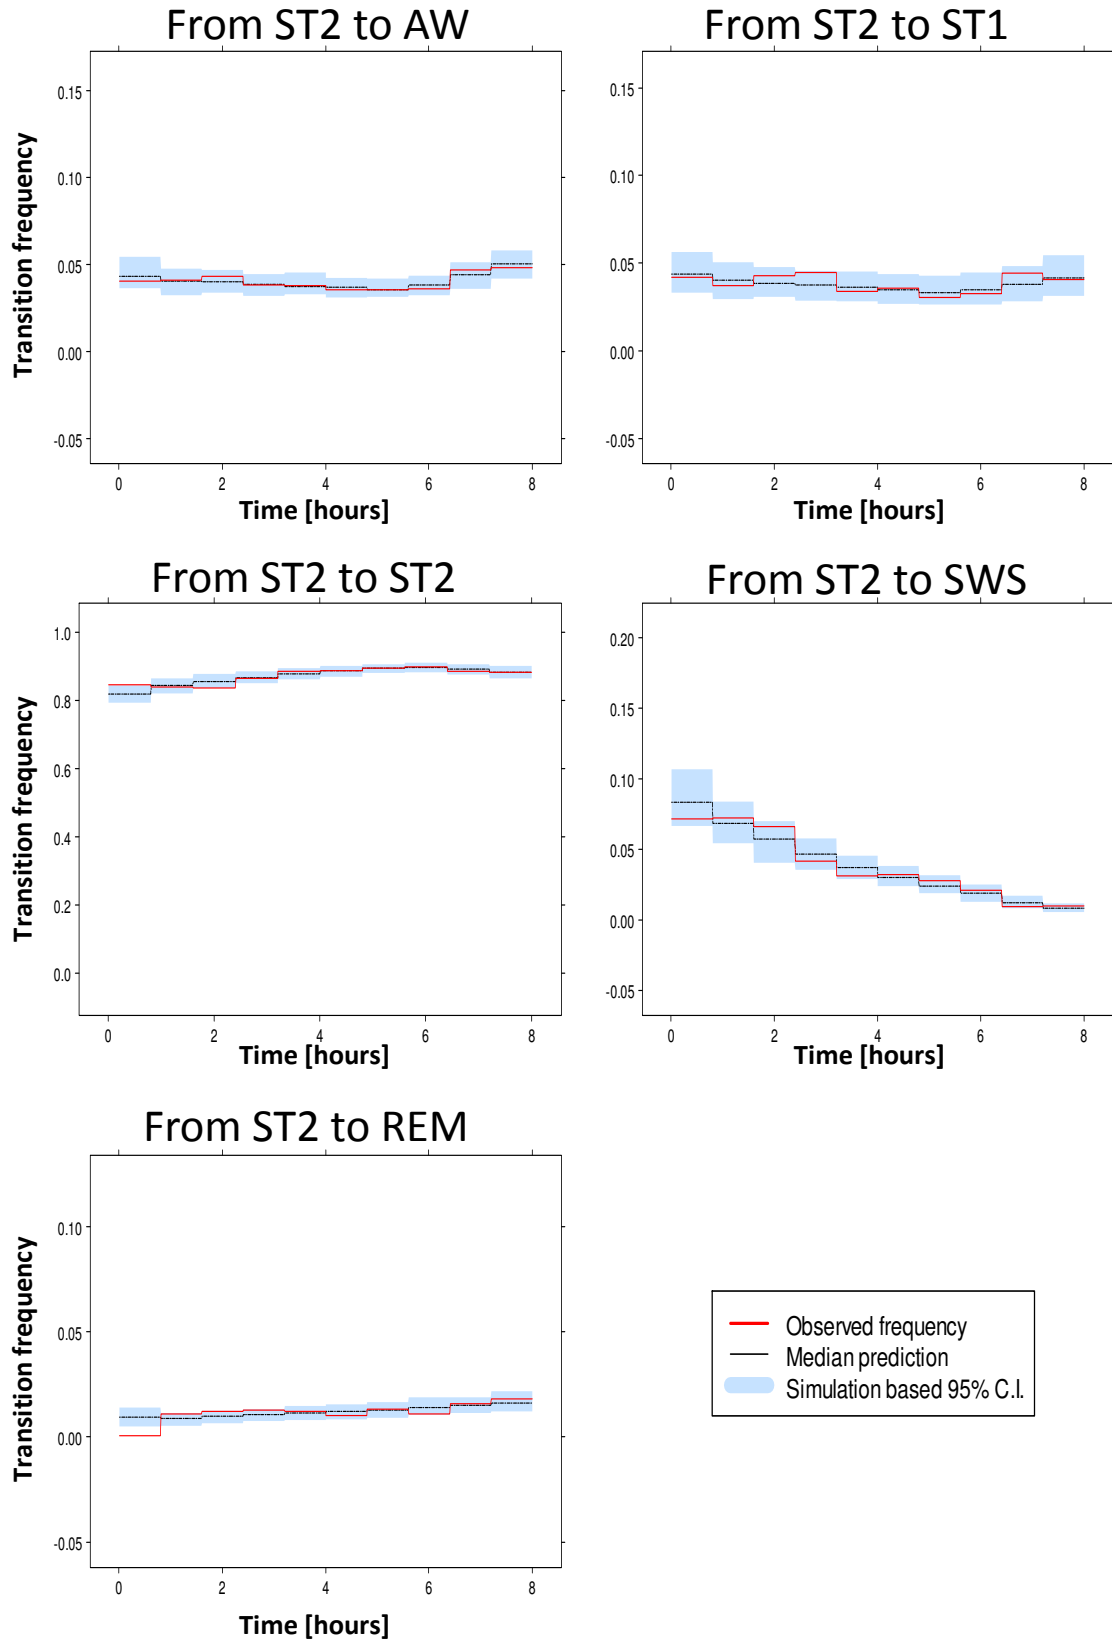 From ST2 to AW
Transition frequency
0.15
0.10
0.05
0.00
-0.05
0 2 4 6 8
Time [hours]
From ST2 to ST1
0.15
0.10
0.05
0.00
-0.05
0 2 4 6 8
Time [hours]
From ST2 to ST2
Transition frequency
1.0
0.8
0.6
0.4
0.2
0.0
0 2 4 6 8
Time [hours]
From ST2 to SWS
0.20
0.15
0.10
0.05
0.00
-0.05
0 2 4 6 8
Time [hours]
From ST2 to REM
Transition frequency
0.10
0.05
0.00
-0.05
0 2 4 6 8
Time [hours]
Observed frequency
Median prediction
Simulation based 95% C.I.